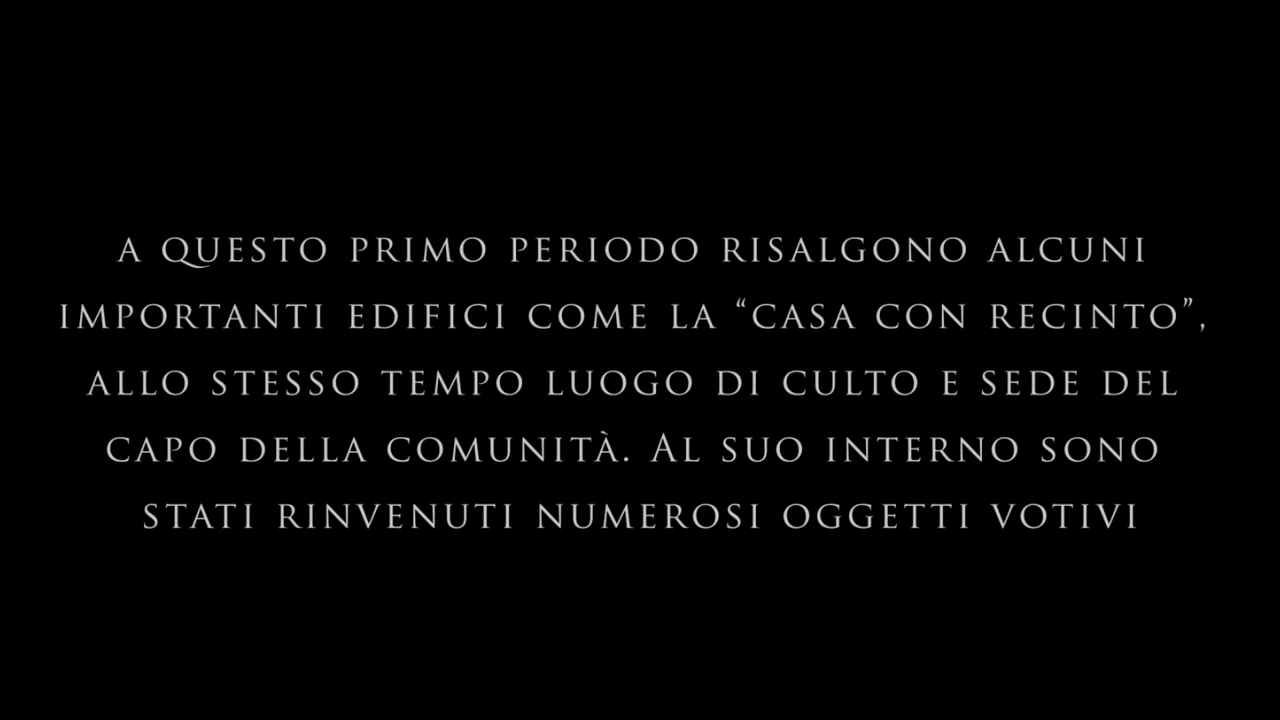 A QUESTO PRIMO PERIODO RISALGONO ALCUNI
IMPORTANTI EDIFICI COME LA “CASA CON RECINTO”,
ALLO STESSO TEMPO LUOGO DI CULTO E SEDE DEL
CAPO DELLA COMUNITÀ. AL SUO INTERNO SONO
STATI RINVENUTI NUMEROSI OGGETTI VOTIVI